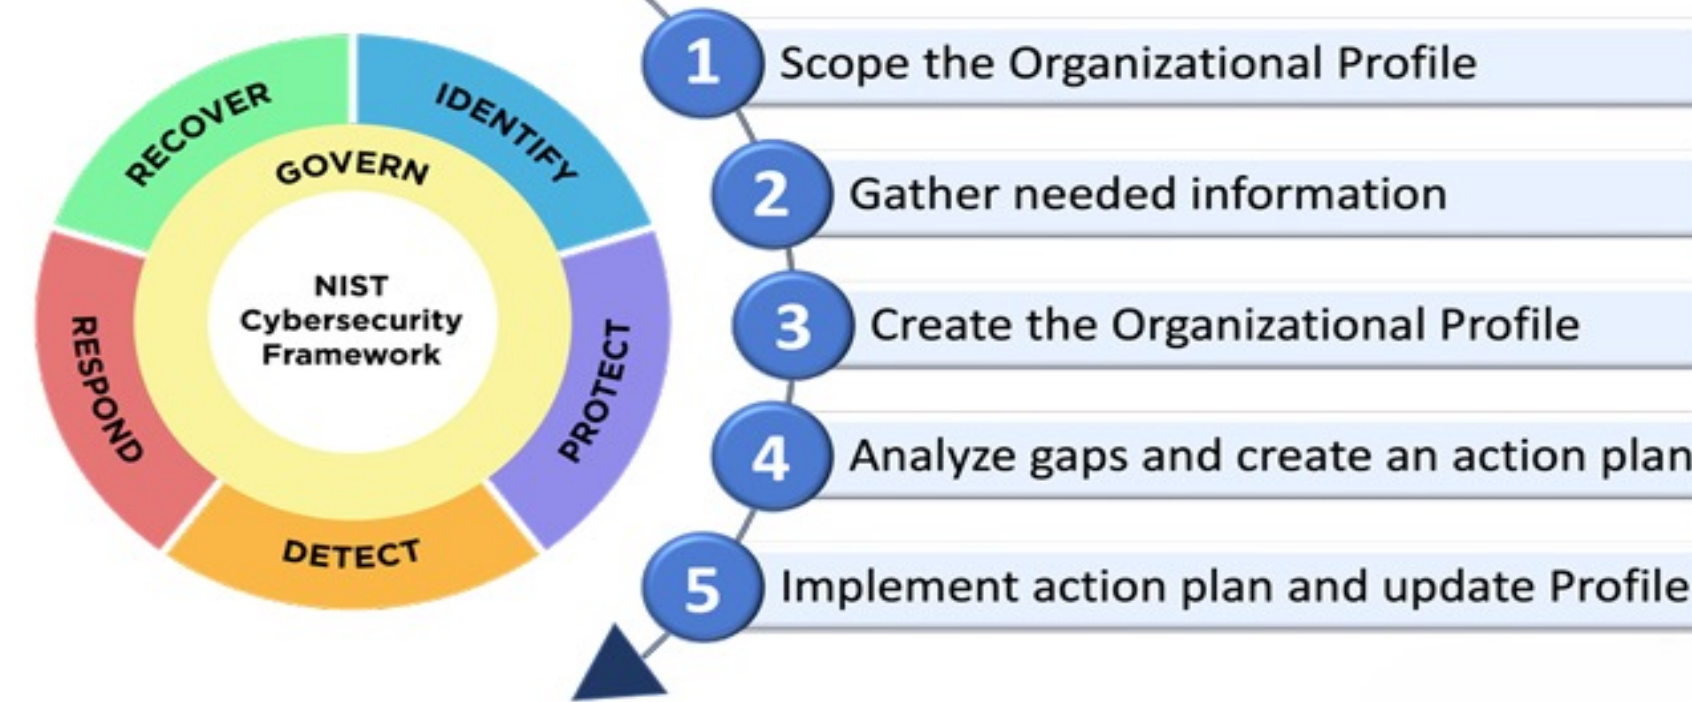 RECOVER
IDENTIFY
GOVERN
NIST
Cybersecurity
Framework
RESPOND
PROTECT
DETECT
1 Scope the Organizational Profile
2 Gather needed information
3 Create the Organizational Profile
4 Analyze gaps and create an action plan
5 Implement action plan and update Profile